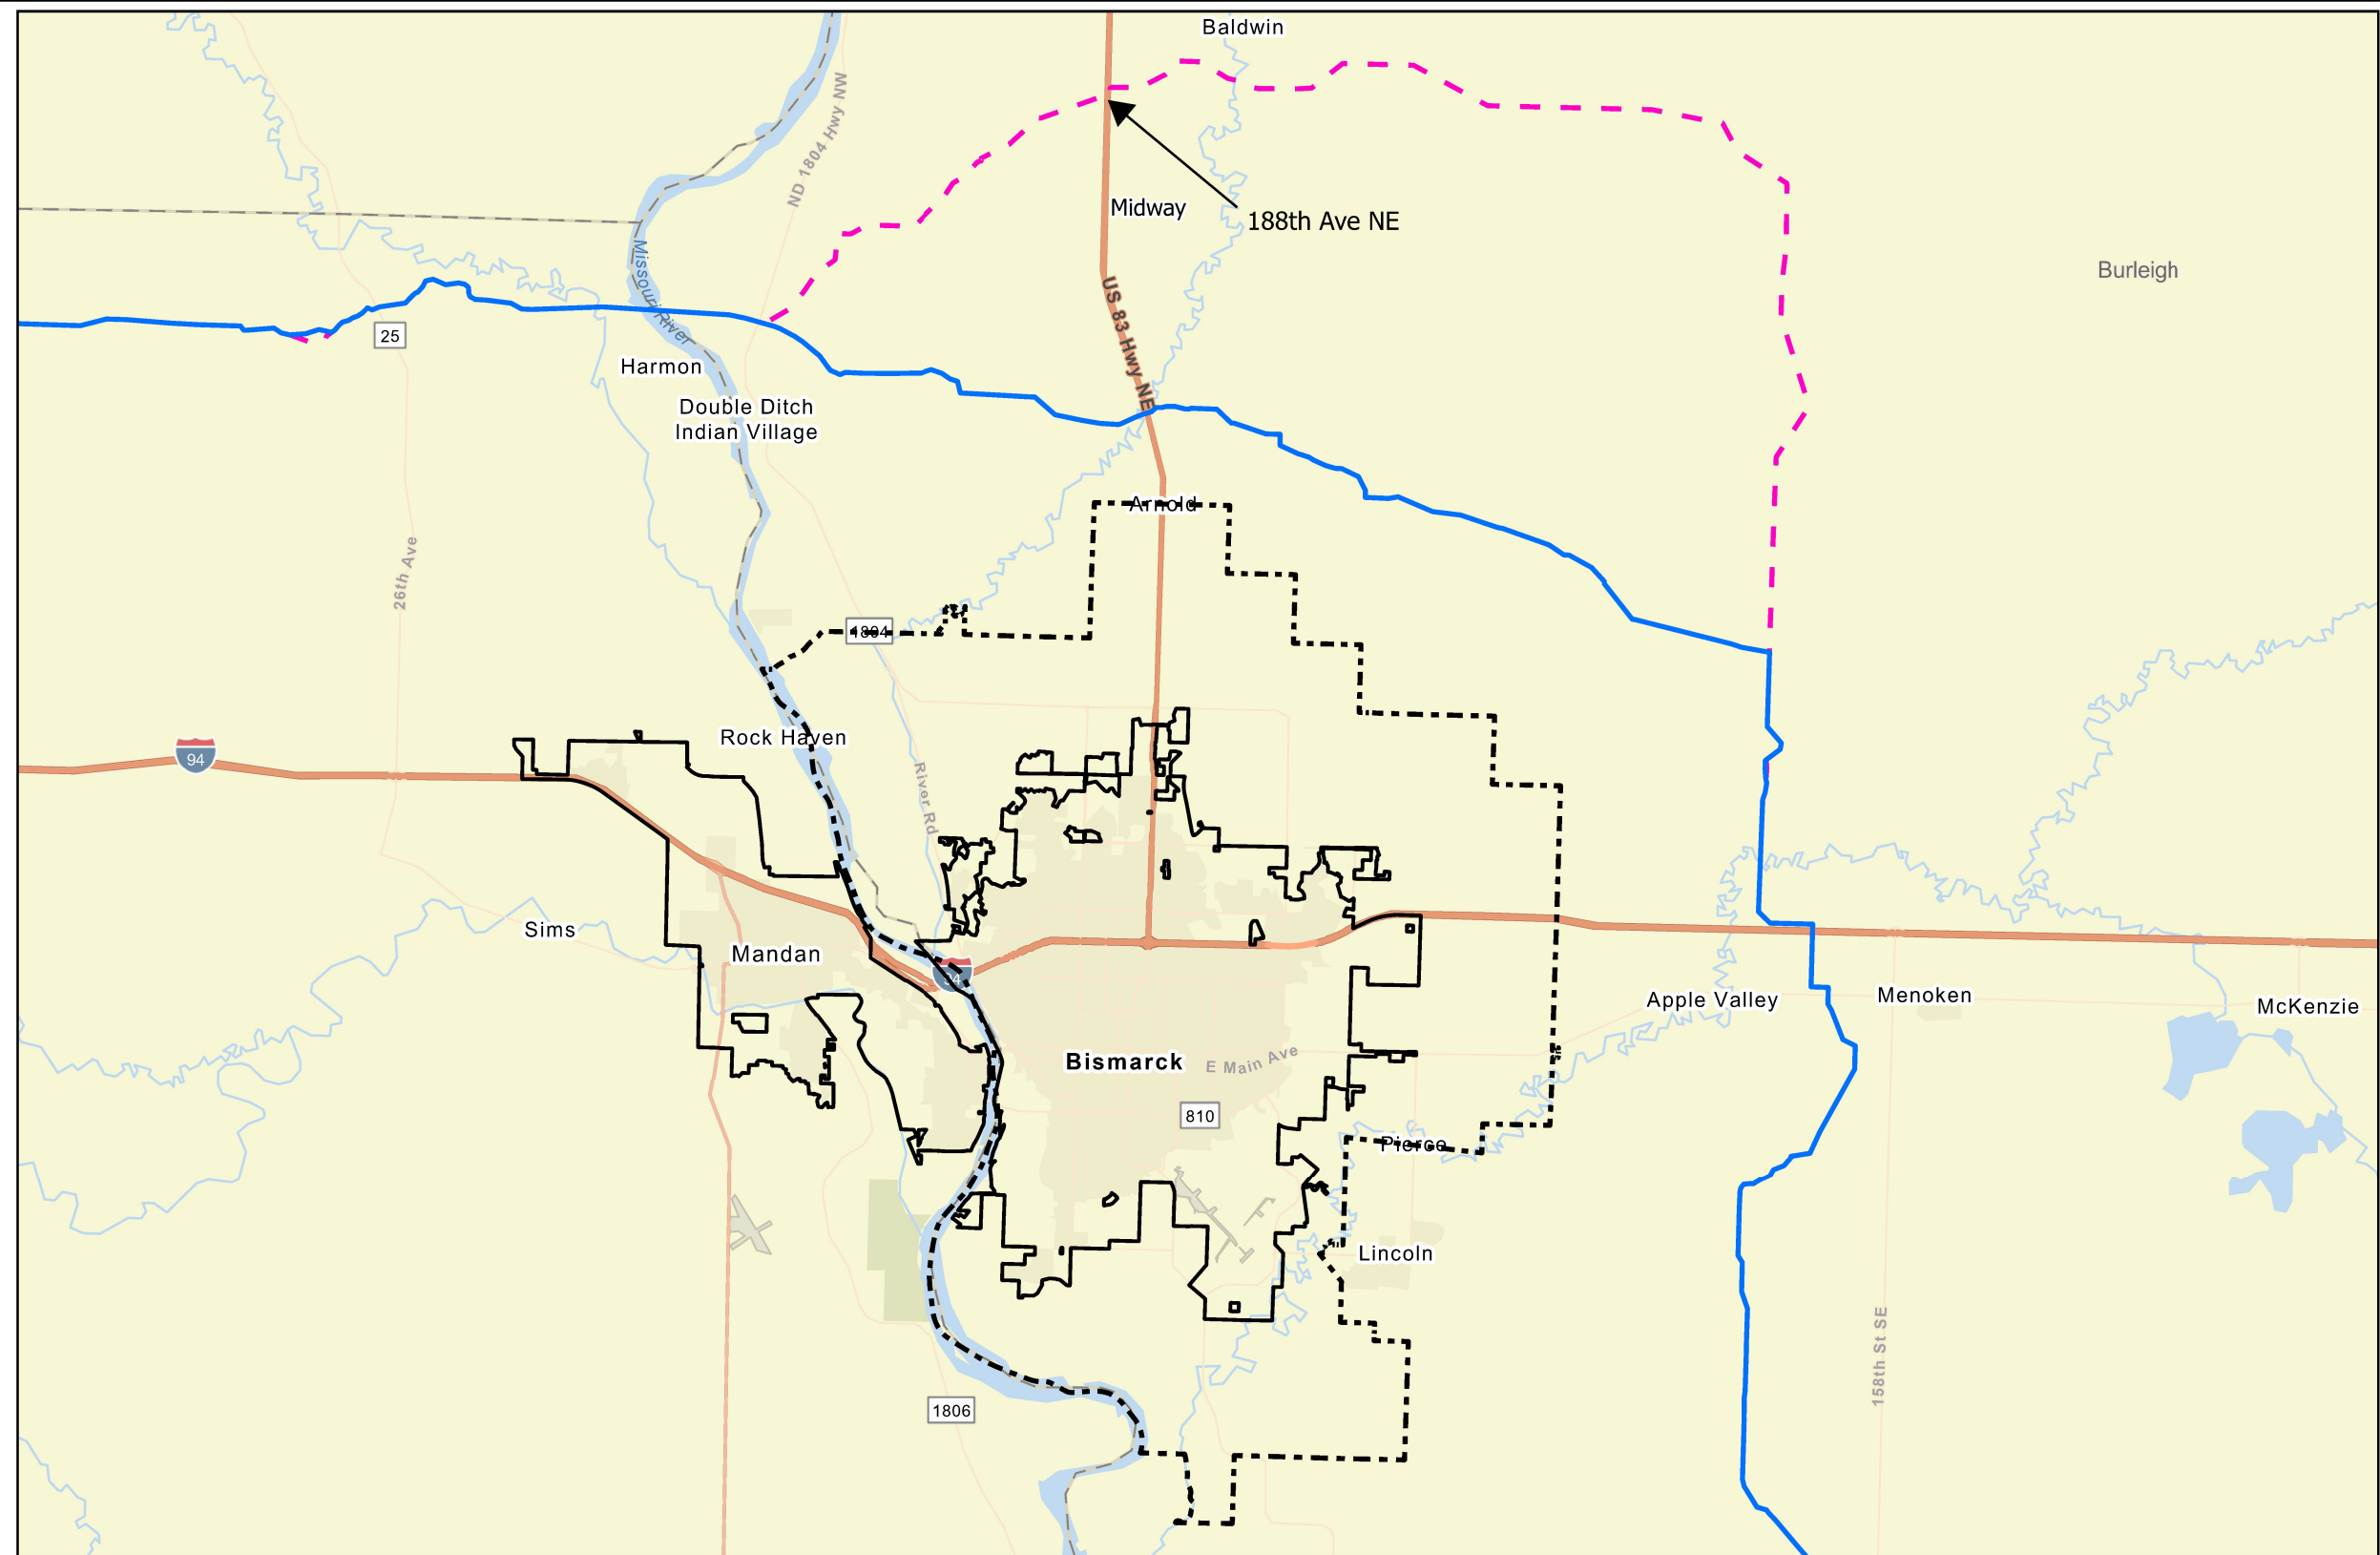 Baldwin
ND 1804 Hwy NW
Midway
188th Ave NE
Burleigh
Missouri River
US 83 Hwy NE
25
Harmon
Double Ditch
Indian Village
Arnold
26th Ave
1804
Rock Haven
94
River Rd
Sims
Mandan
94
Apple Valley
Menoken
McKenzie
Bismarck
E Main Ave
810
Pierce
Lincoln
158th St SE
1806